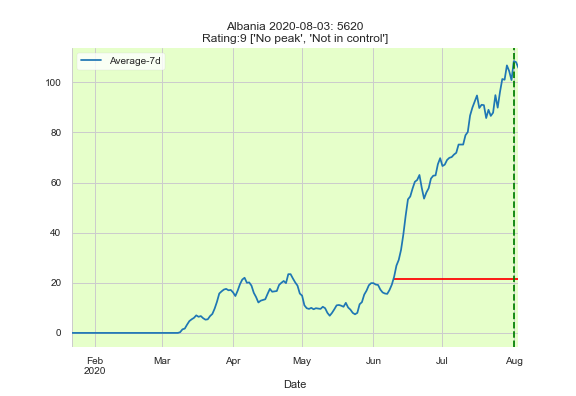 Albania 2020-08-03: 5620
Rating:9 ['No peak', 'Not in control']
Average-7d
100
80
60
40
20
0
Feb Mar Apr May Jun Jul Aug
2020
Date